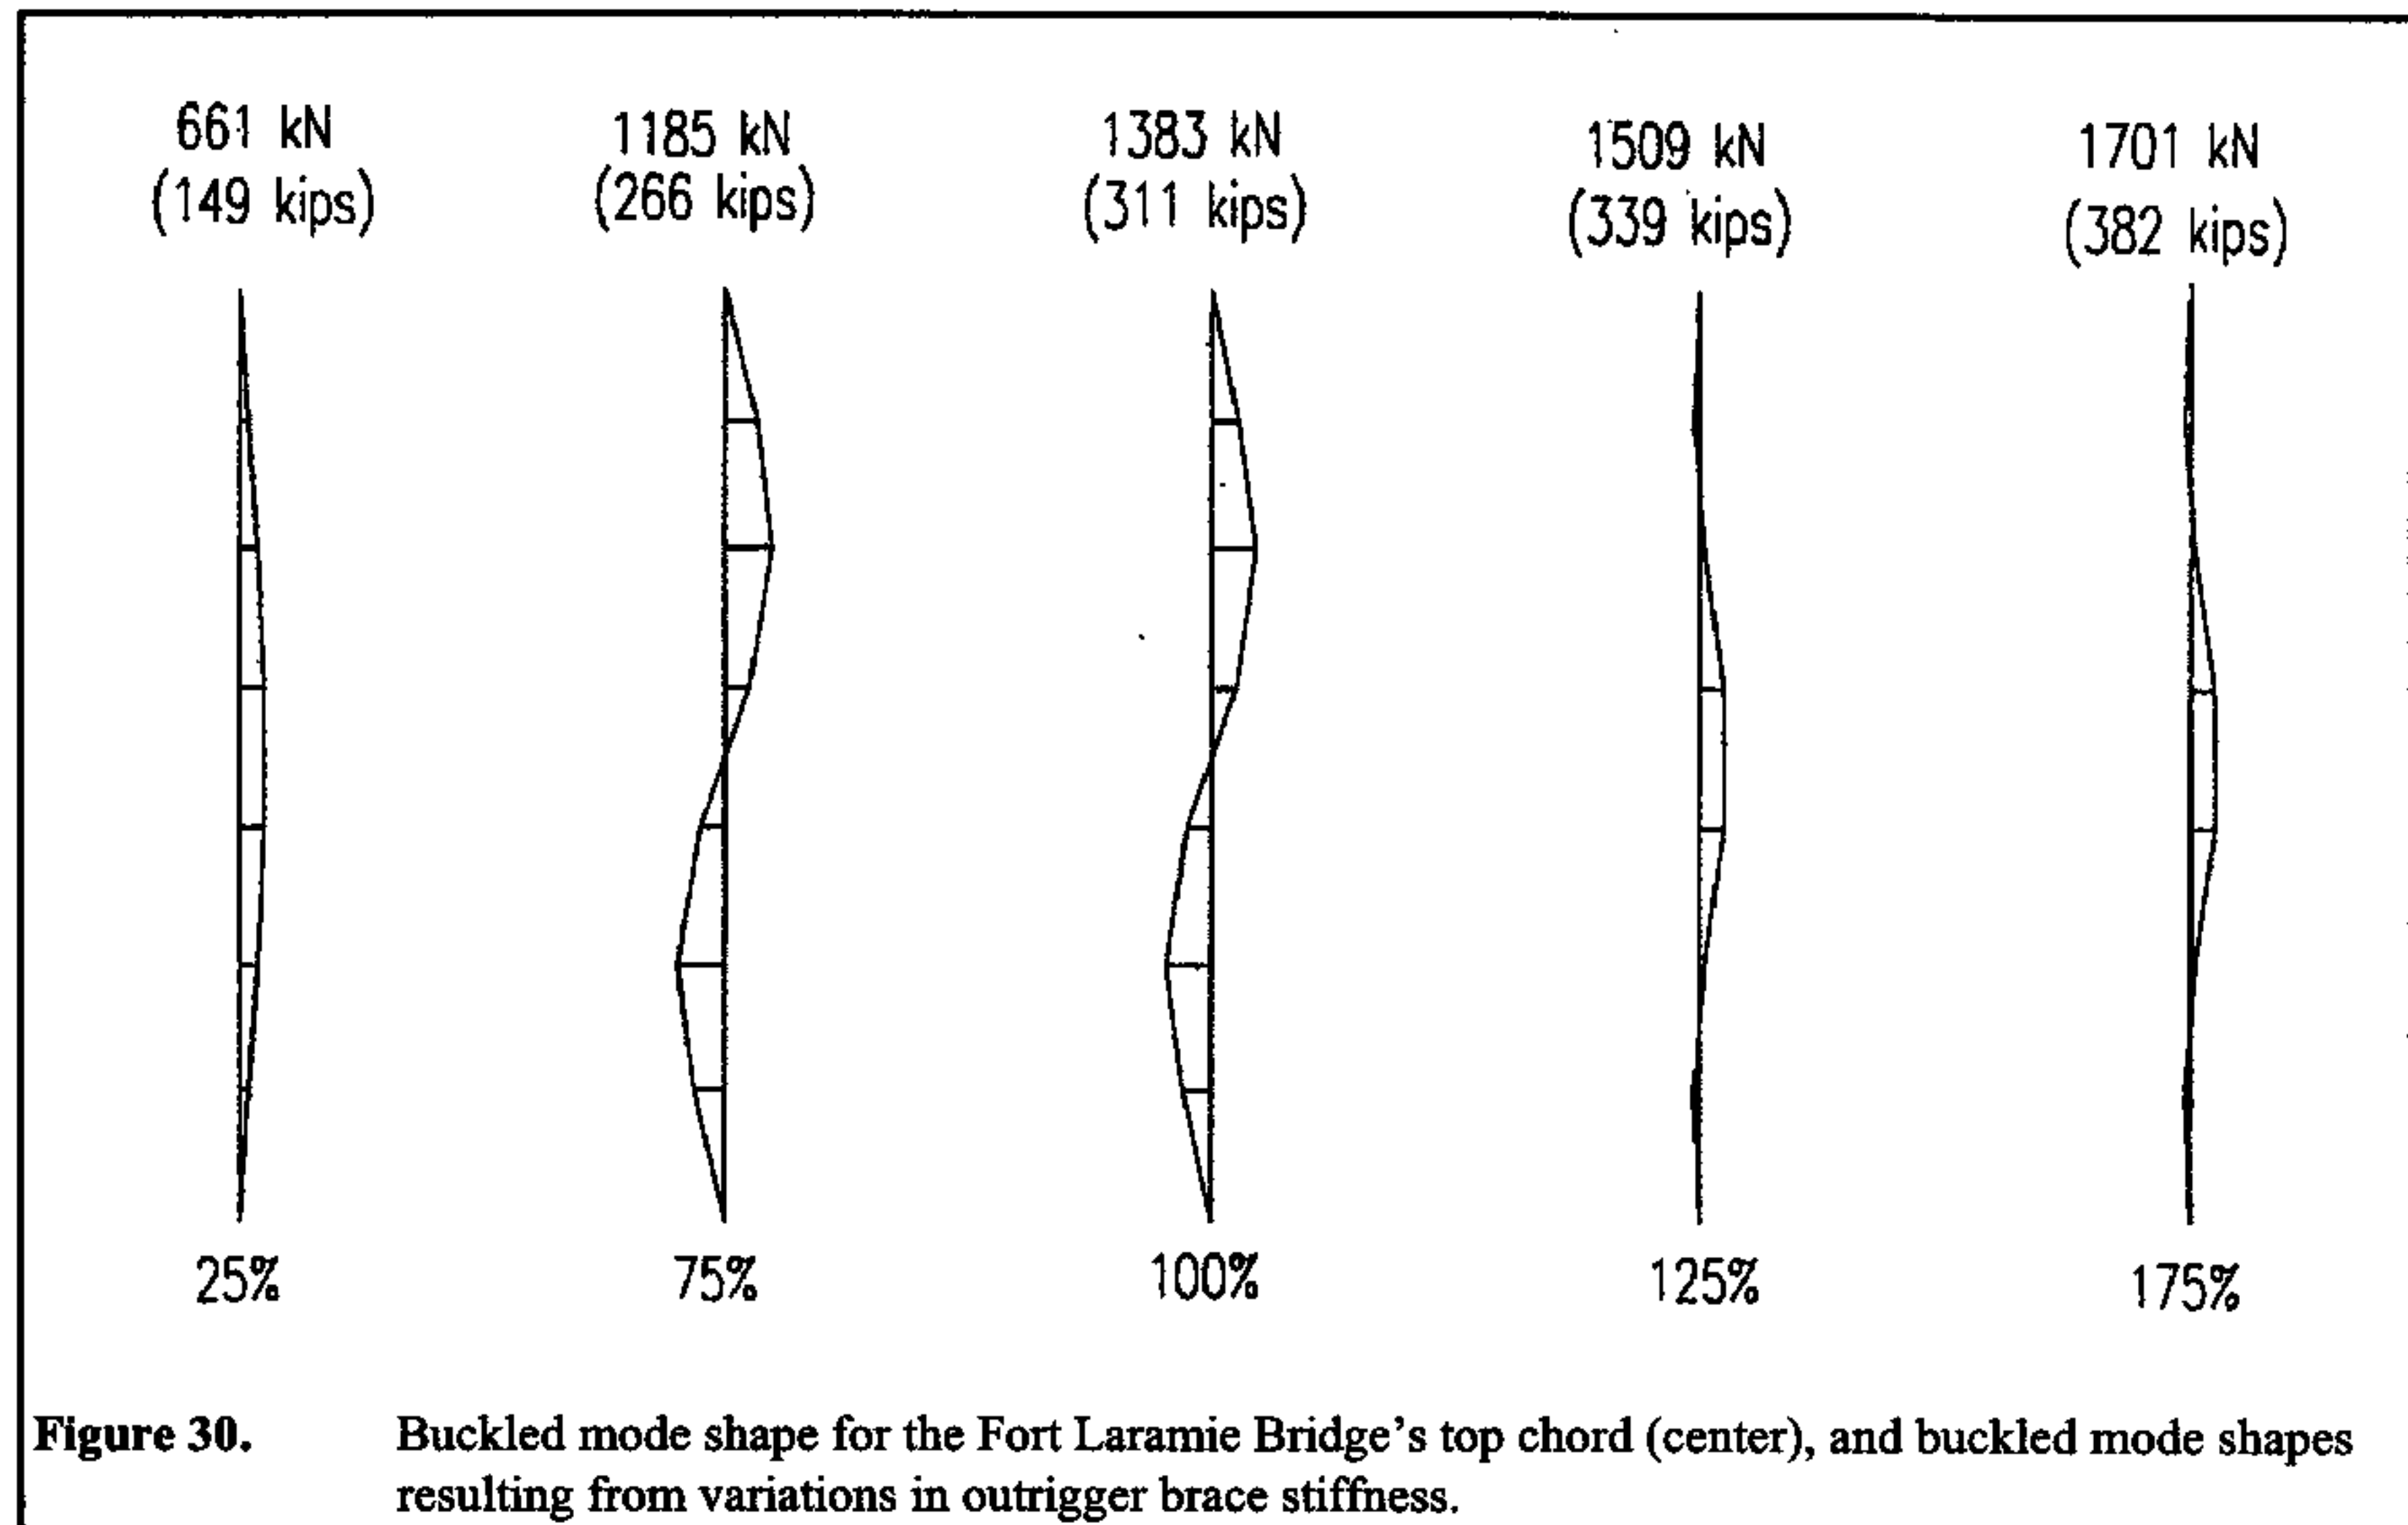 661 kN
(149 kips)
1185 kN
(266 kips)
1383 kN
(311 kips)
1509 kN
(339 kips)
1701 kN
(382 kips)
25%
75%
100%
125%
175%
Figure 30. Buckled mode shape for the Fort Laramie Bridge's top chord (center), and buckled mode shapes
resulting from variations in outrigger brace stiffness.